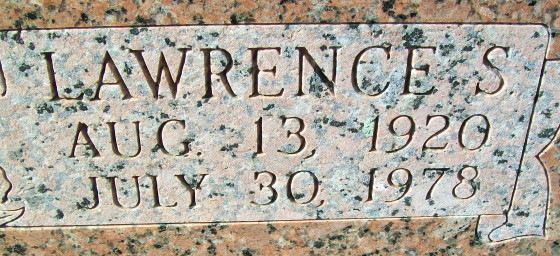 LAWRENCE S.
AUG 13, 1920
JULY 30, 1978